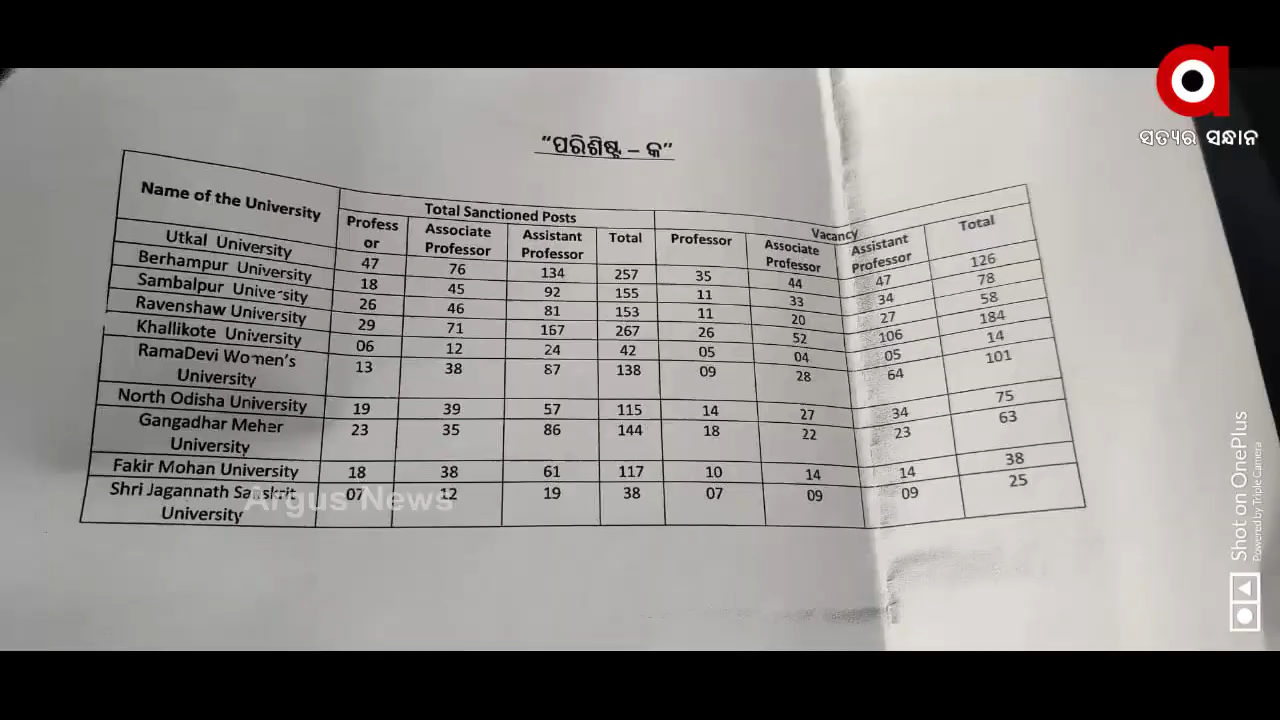 ସତ୍ୟର ସନ୍ଧାନ
"ପରିଶିଷ୍ଟ – କ"
Name of the University Total Sanctioned Posts Vacancy
Professor Associate Professor Assistant Professor Total Professor Associate Professor Assistant Professor Total
Utkal University 47 76 134 257 35 44 47 126
Berhampur University 18 45 92 155 11 33 34 78
Sambalpur University 26 46 81 153 11 20 27 58
Ravenshaw University 29 71 167 267 26 52 106 184
Khallikote University 06 12 24 42 05 04 05 14
RamaDevi Women's University 13 38 87 138 09 28 64 101
North Odisha University 19 39 57 115 14 27 34 75
Gangadhar Meher University 23 35 86 144 18 22 23 63
Fakir Mohan University 18 38 61 117 10 14 14 38
Shri Jagannath Sanskrit University 07 12 19 38 07 09 09 25
Argus News
Shot on OnePlus
Powered by Triple Camera